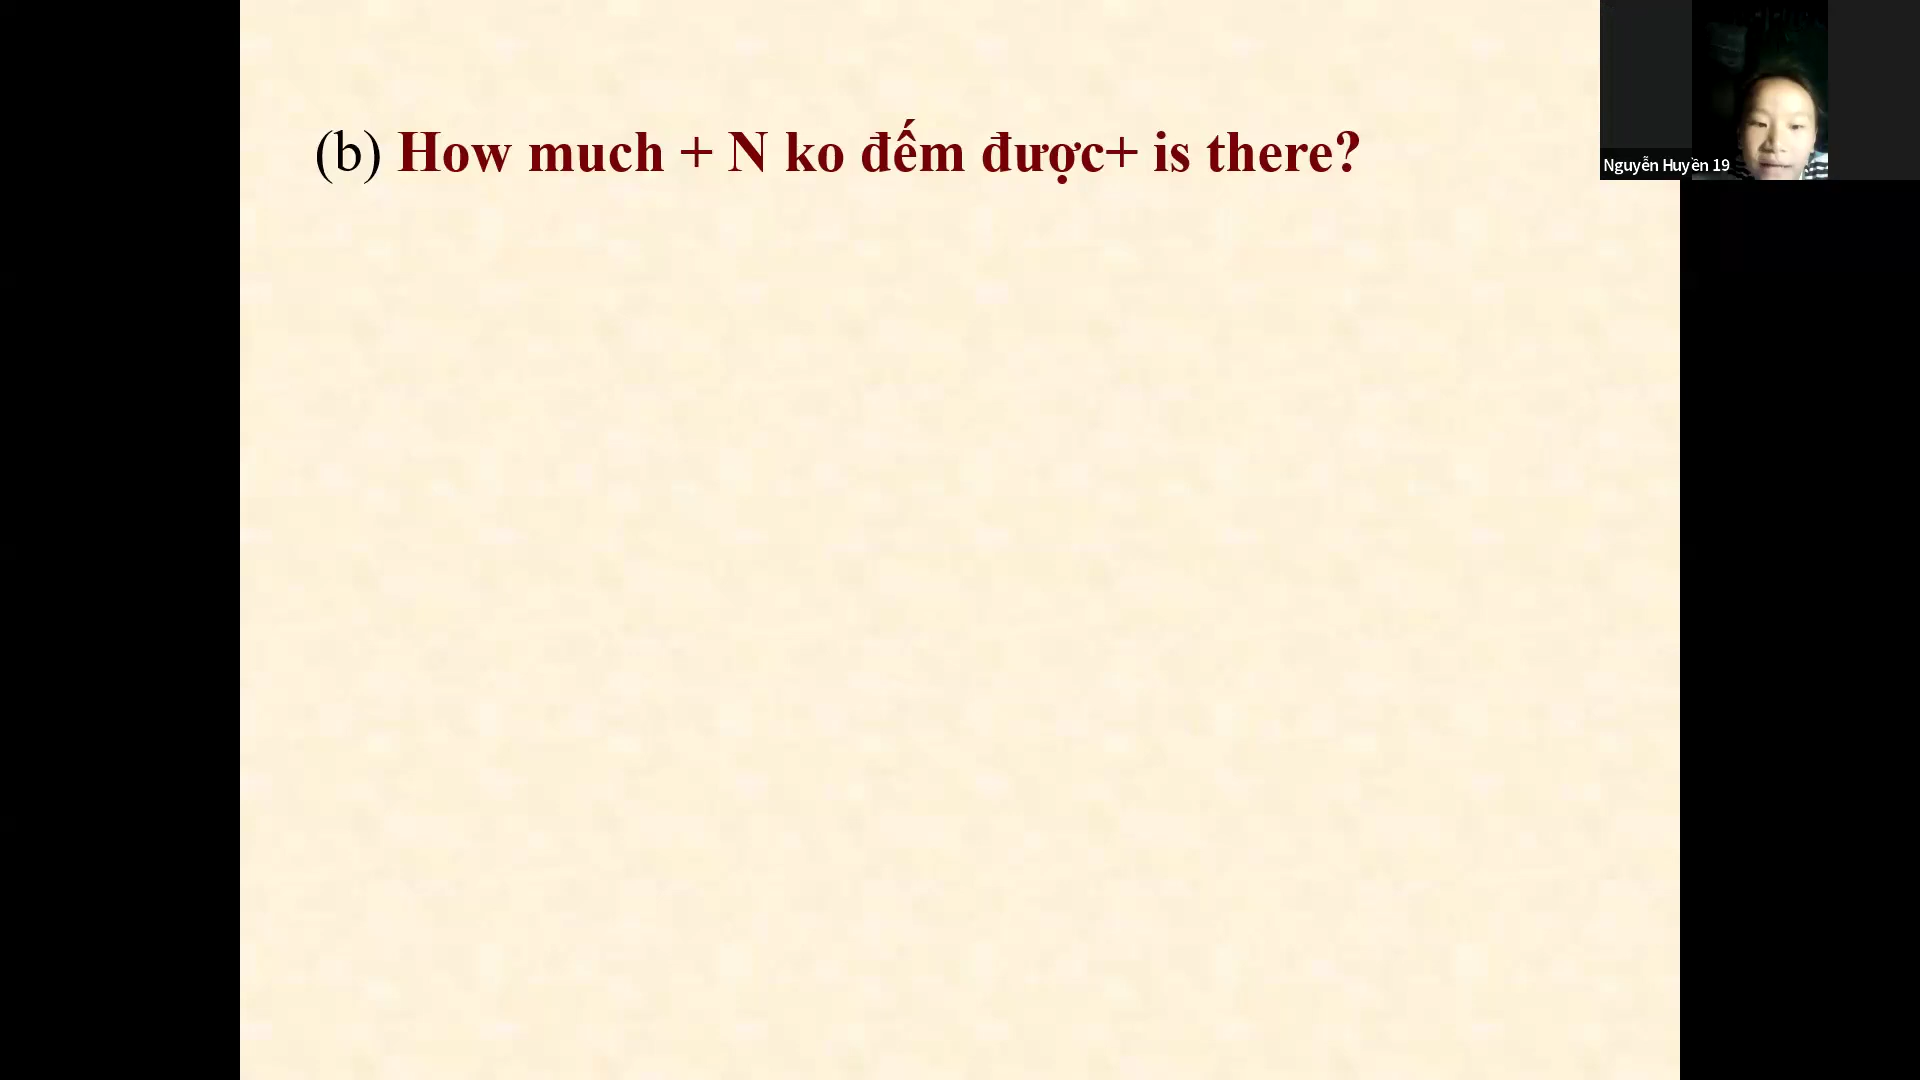 (b) How much + N ko đếm được+ is there?
Nguyễn Huyền 19